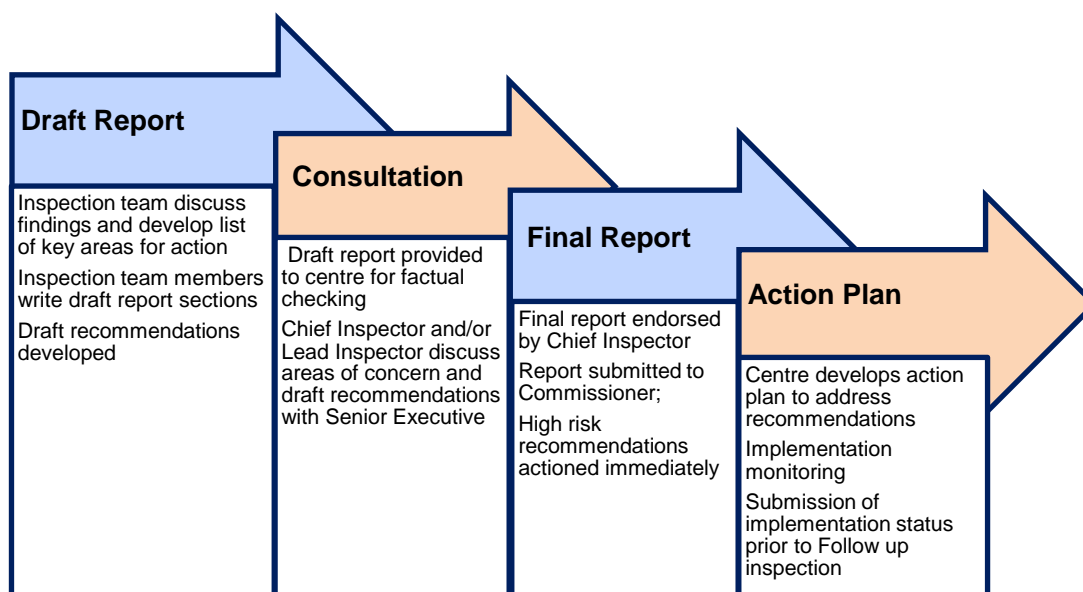 Draft Report
Inspection team discuss
findings and develop list
of key areas for action
Inspection team members
write draft report sections
Draft recommendations
developed
Consultation
Draft report provided
to centre for factual
checking
Chief Inspector and/or
Lead Inspector discuss
areas of concern and
draft recommendations
with Senior Executive
Final Report
Final report endorsed
by Chief Inspector
Report submitted to
Commissioner;
High risk
recommendations
actioned immediately
Action Plan
Centre develops action
plan to address
recommendations
Implementation
monitoring
Submission of
implementation status
prior to Follow up
inspection